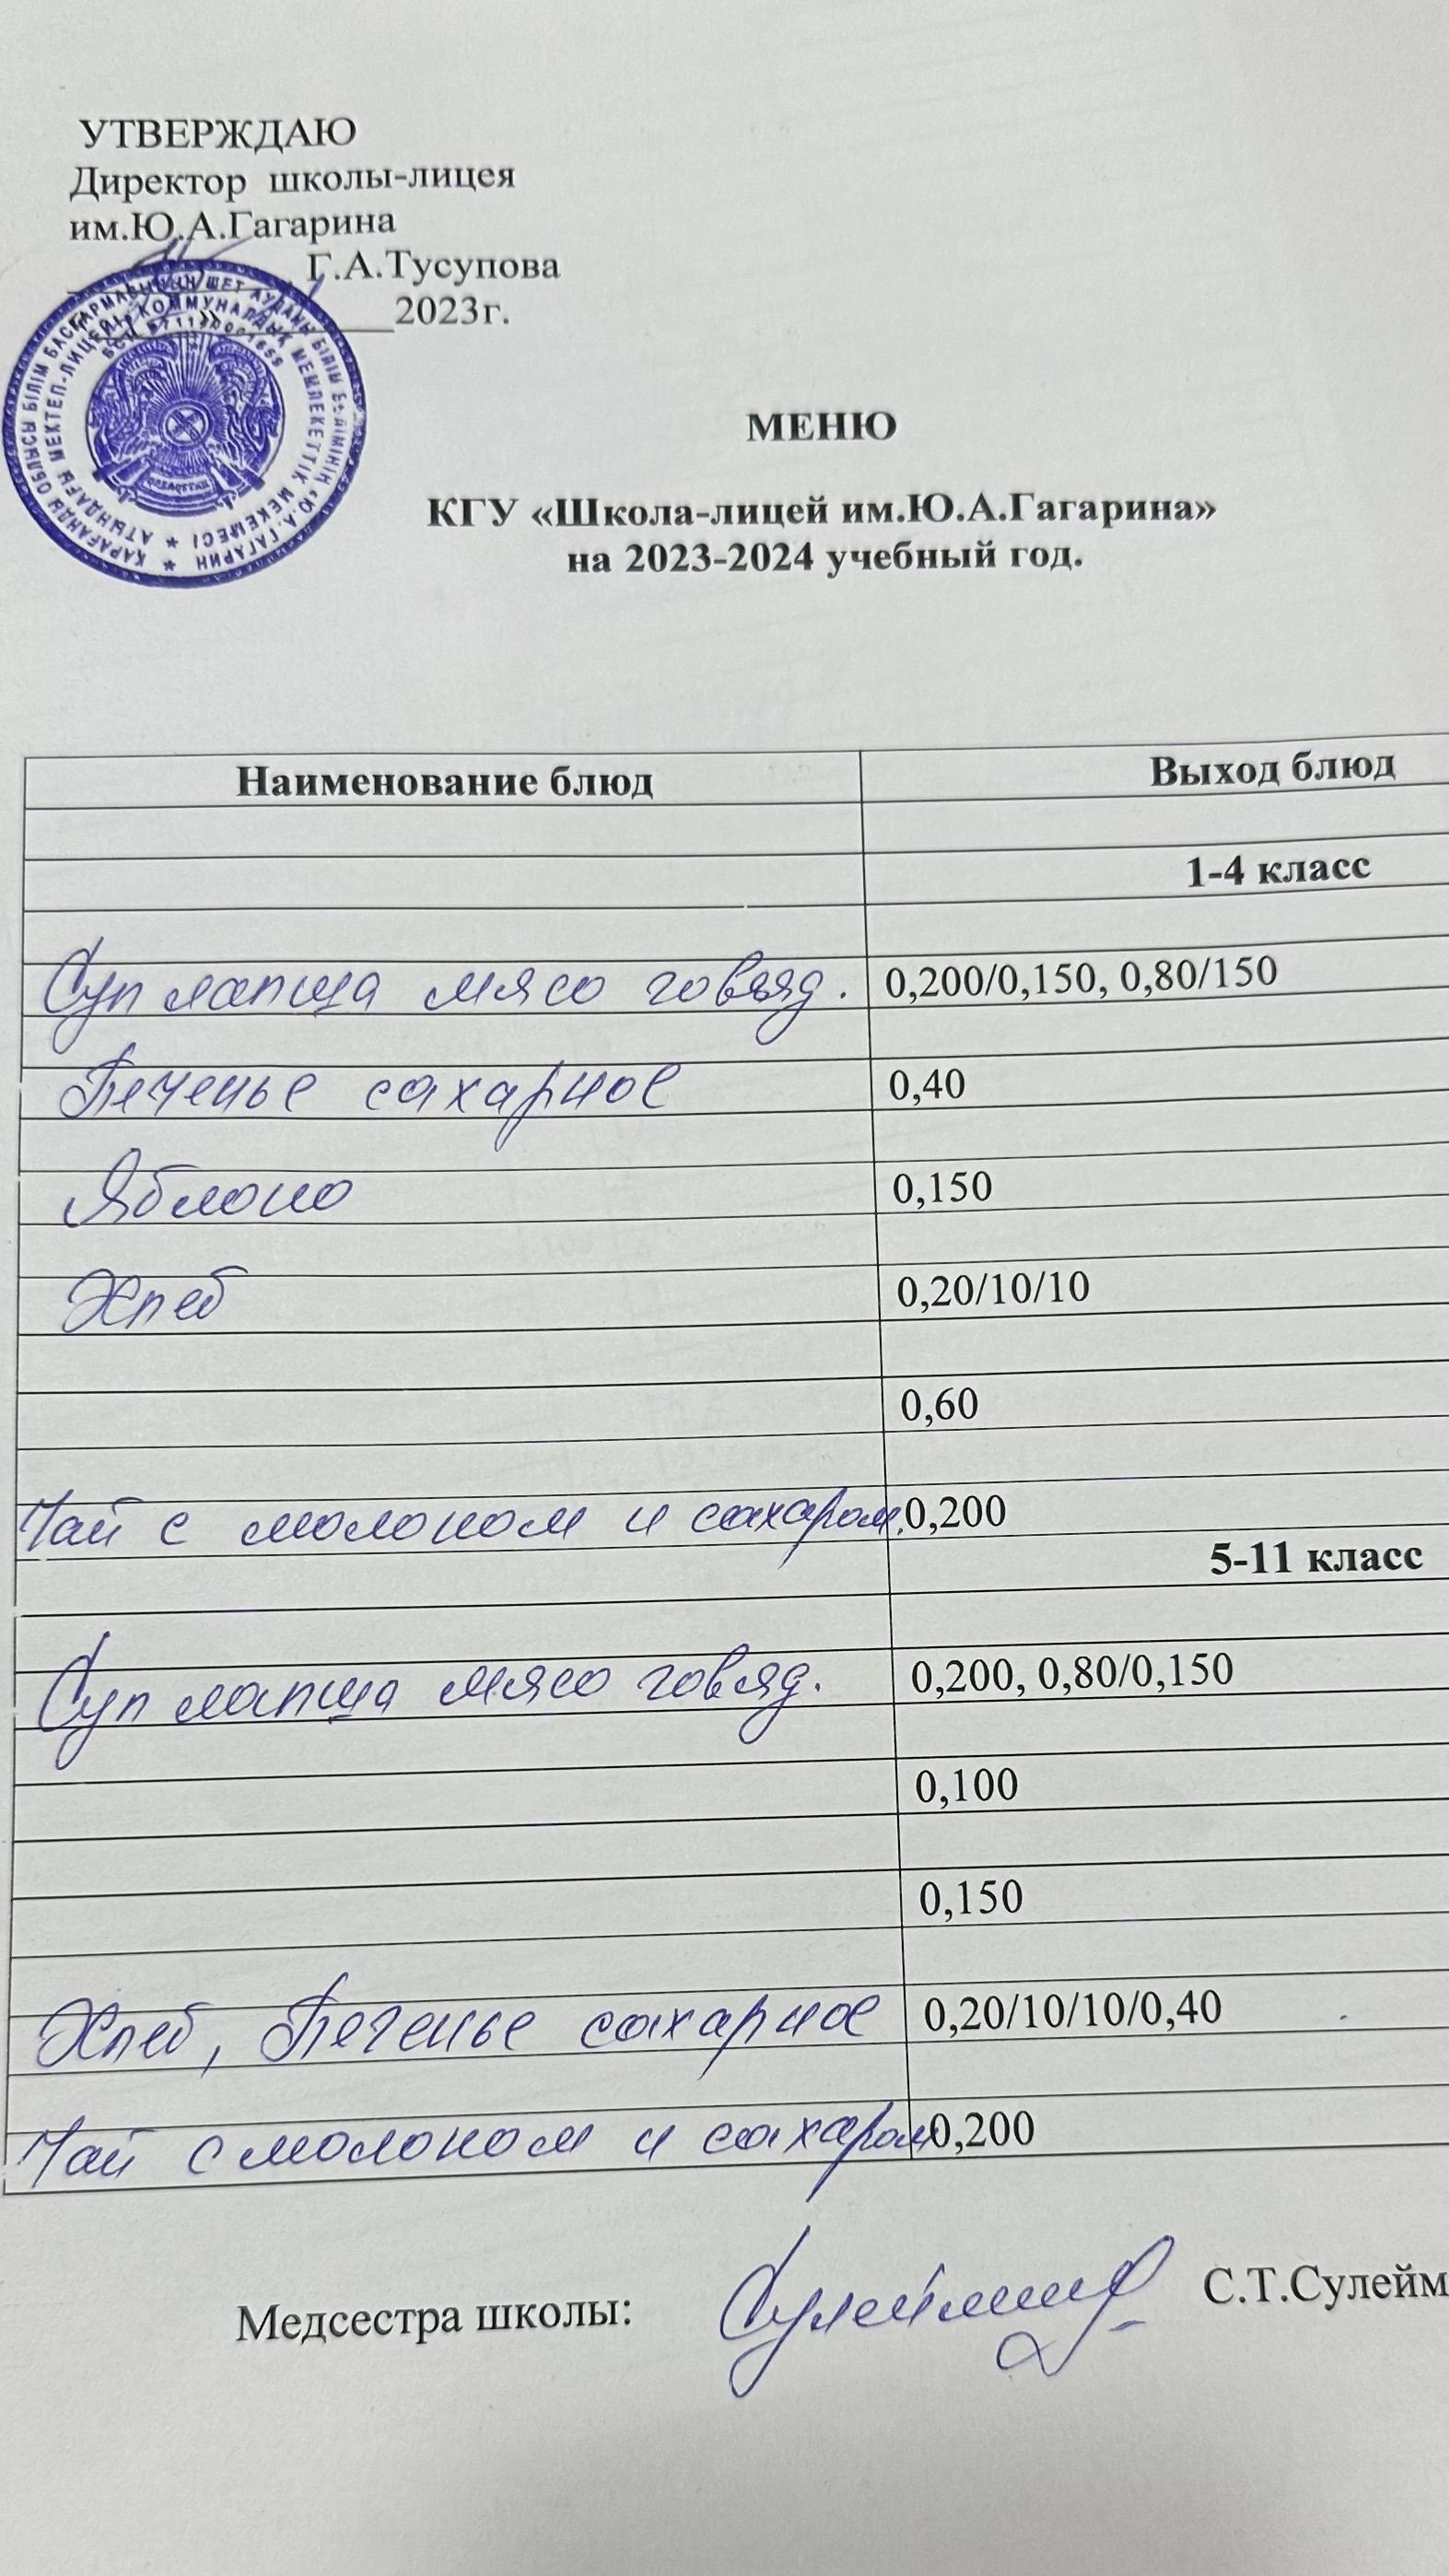 УТВЕРЖДАЮ
Директор школы-лицея
им.Ю.А.Гагарина
Г.А.Тусупова
» 2023г.
МЕНЮ
КГУ «Школа-лицей им.Ю.А.Гагарина»
на 2023-2024 учебный год.
Наименование блюд Выход блюд
1-4 класс
Суп лапша мясо говяд. 0,200/0,150, 0,80/150
Печенье сахарное 0,40
Яблоко 0,150
Хлеб 0,20/10/10
0,60
Чай с молоком и сахаром. 0,200
5-11 класс
Суп лапша мясо говяд. 0,200, 0,80/0,150
0,100
0,150
Хлеб, Печенье сахарное 0,20/10/10/0,40
Чай с молоком и сахаром 0,200
Медсестра школы: С.Т.Сулейм